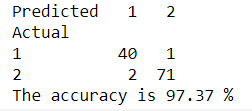 Predicted   1   2
Actual
1          40   1
2           2  71
The accuracy is 97.37 %